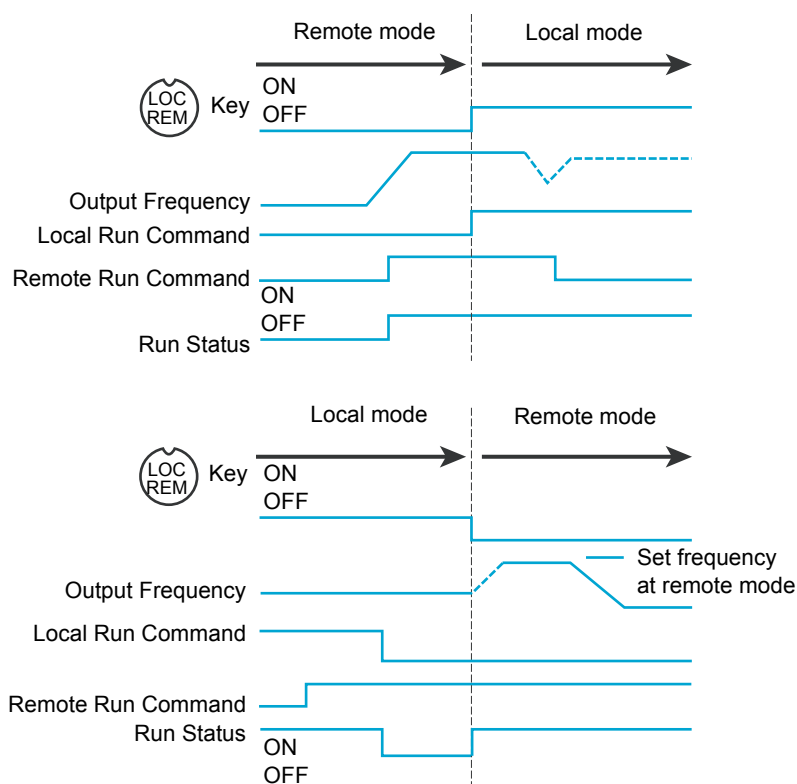 Remote mode
Local mode
LOC
REM
Key
ON
OFF
Output Frequency
Local Run Command
Remote Run Command
ON
OFF
Run Status
Local mode
Remote mode
LOC
REM
Key
ON
OFF
Set frequency
at remote mode
Output Frequency
Local Run Command
Remote Run Command
Run Status
ON
OFF